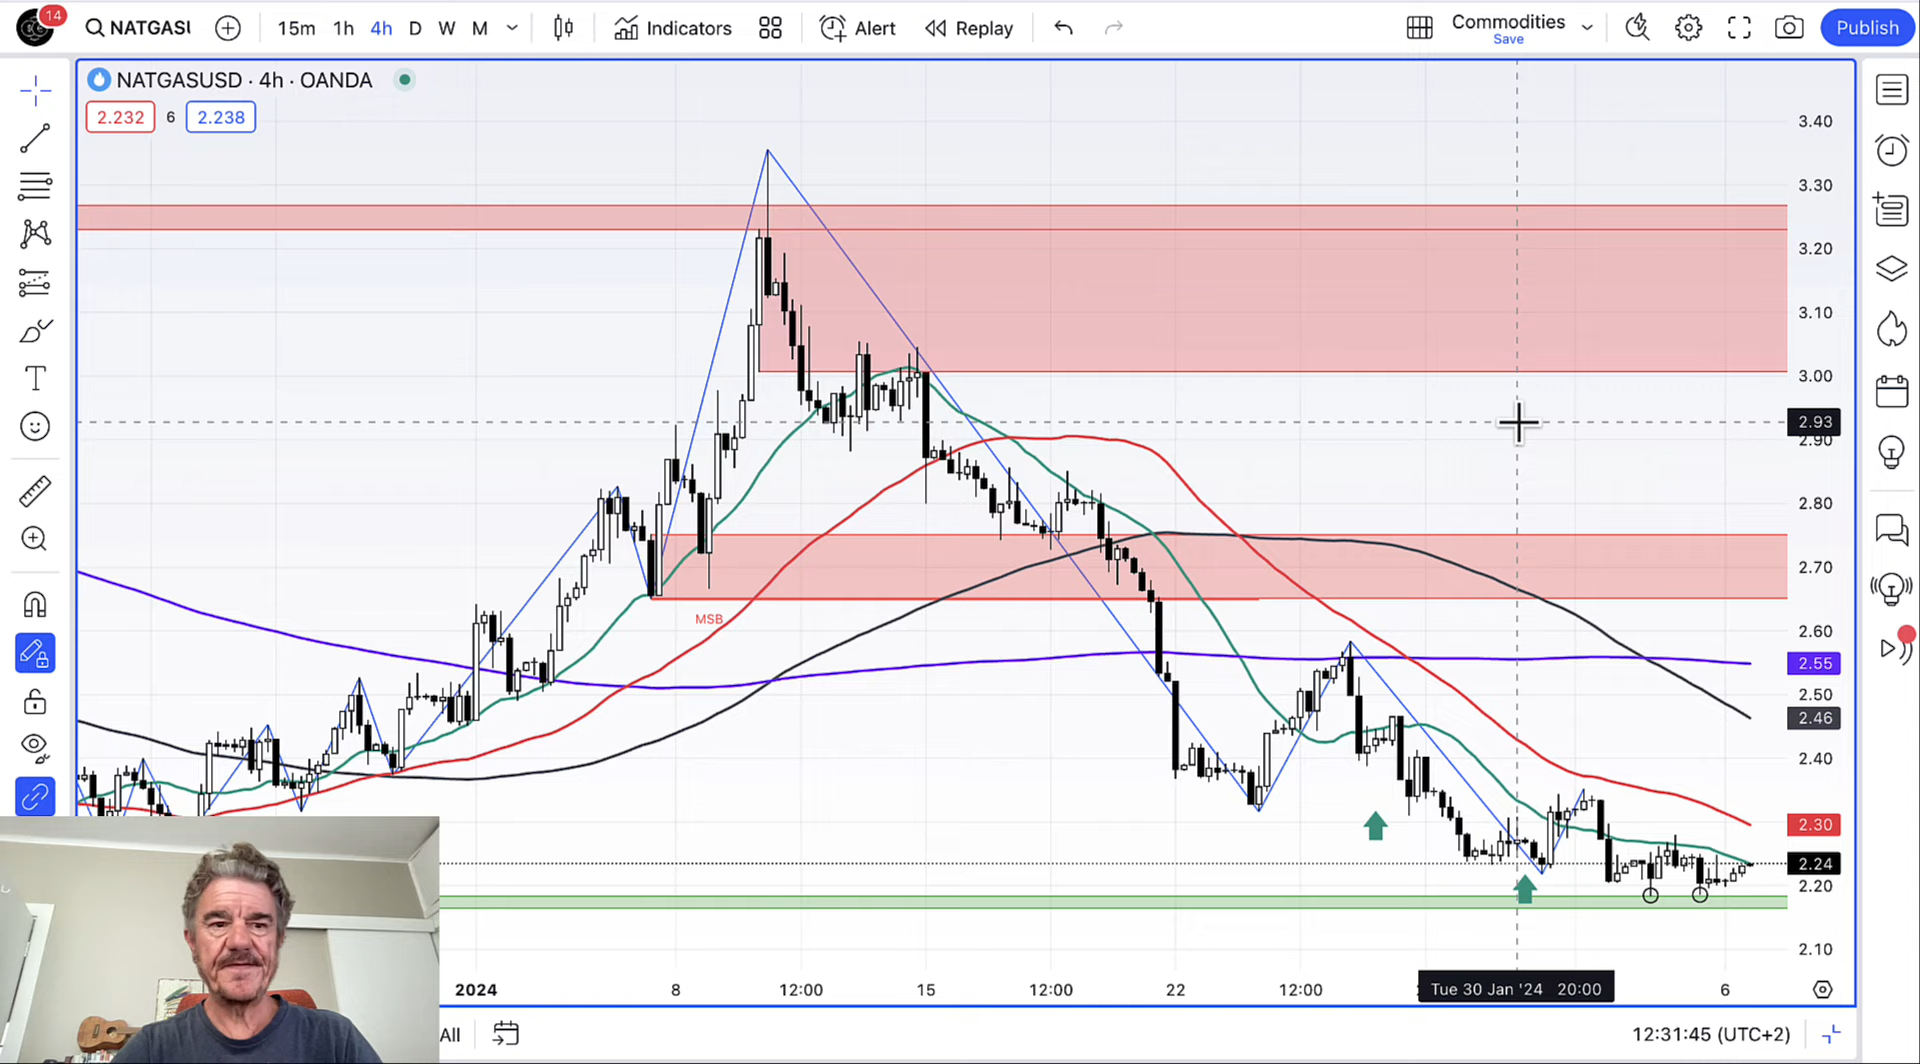 14
NATGASU
15m 1h 4h D W M
Indicators
Alert
Replay
Commodities
Save
Publish
NATGASUSD · 4h · OANDA
2.232 6 2.238
3.40
3.30
3.20
3.10
3.00
2.93
2.90
2.80
2.70
MSB
2.60
2.55
2.50
2.46
2.40
2.30
2.24
2.20
2.10
2024 8 12:00 15 12:00 22 12:00 Tue 30 Jan '24 20:00 6
All
12:31:45 (UTC+2)